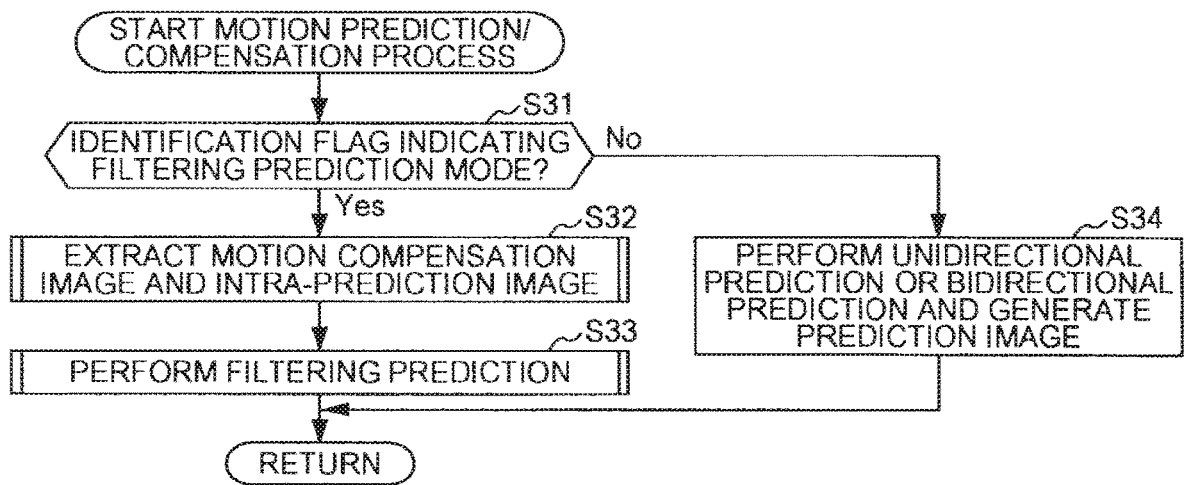 START MOTION PREDICTION/
COMPENSATION PROCESS
S31
IDENTIFICATION FLAG INDICATING
FILTERING PREDICTION MODE?
No
Yes
S32
EXTRACT MOTION COMPENSATION
IMAGE AND INTRA-PREDICTION IMAGE
S34
PERFORM UNIDIRECTIONAL
PREDICTION OR BIDIRECTIONAL
PREDICTION AND GENERATE
PREDICTION IMAGE
S33
PERFORM FILTERING PREDICTION
RETURN